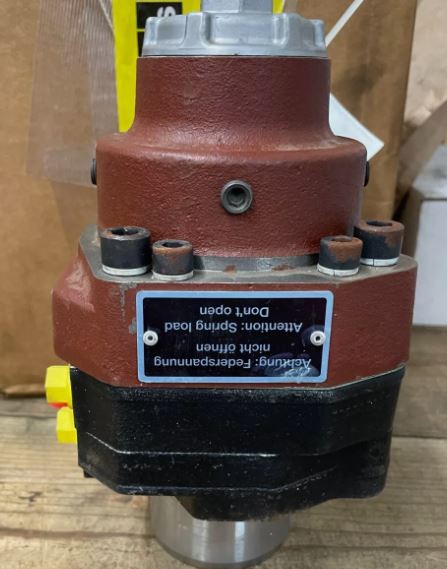 Achtung: Federspannung
nicht öffnen
Attention: Spring load
Don't open
S